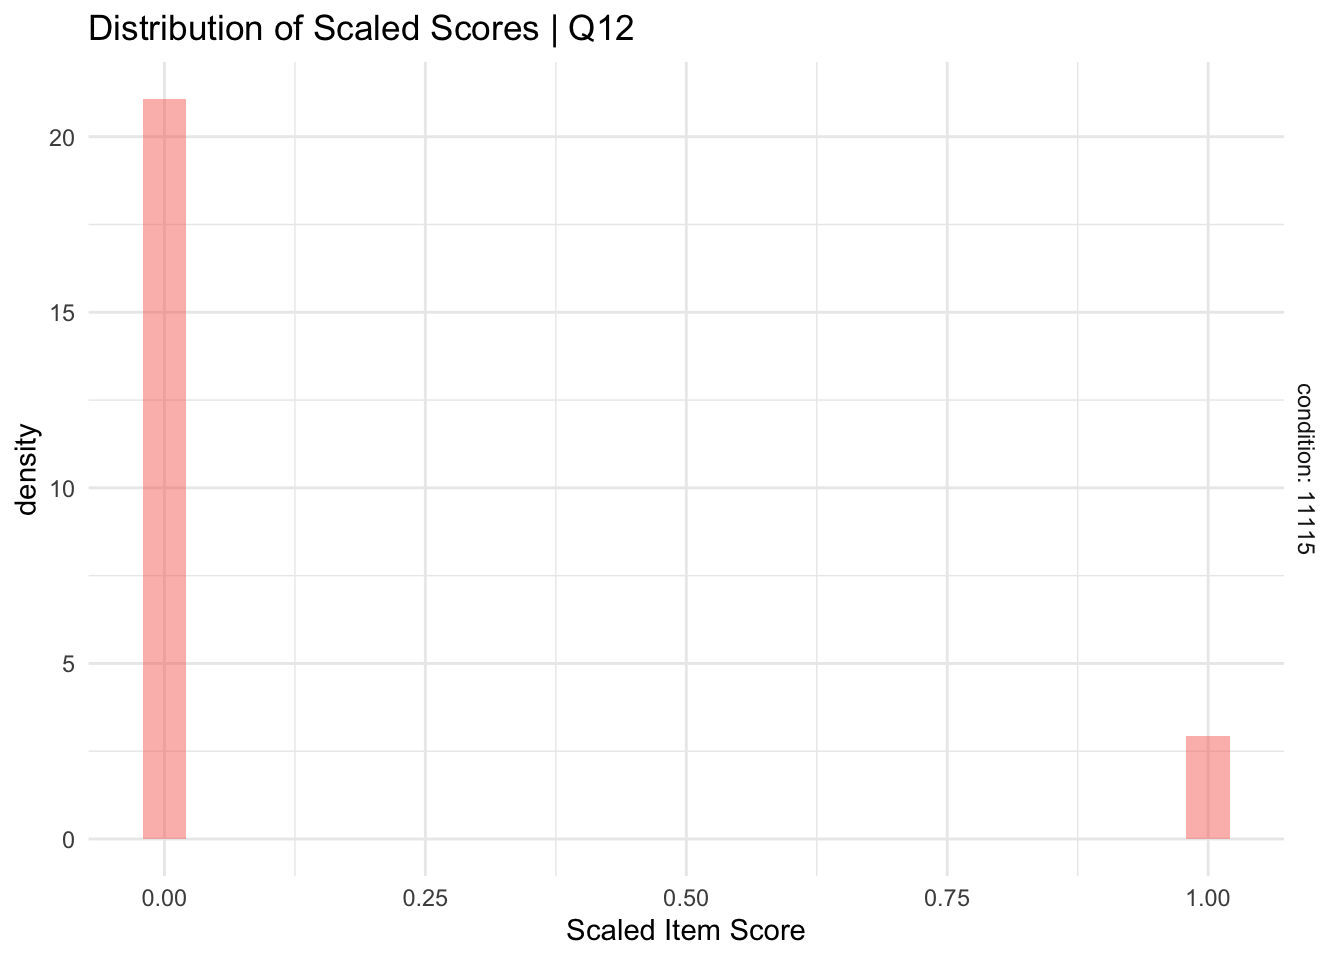 Distribution of Scaled Scores | Q12
density
20
15
10
5
0
0.00 0.25 0.50 0.75 1.00
Scaled Item Score
condition: 11115